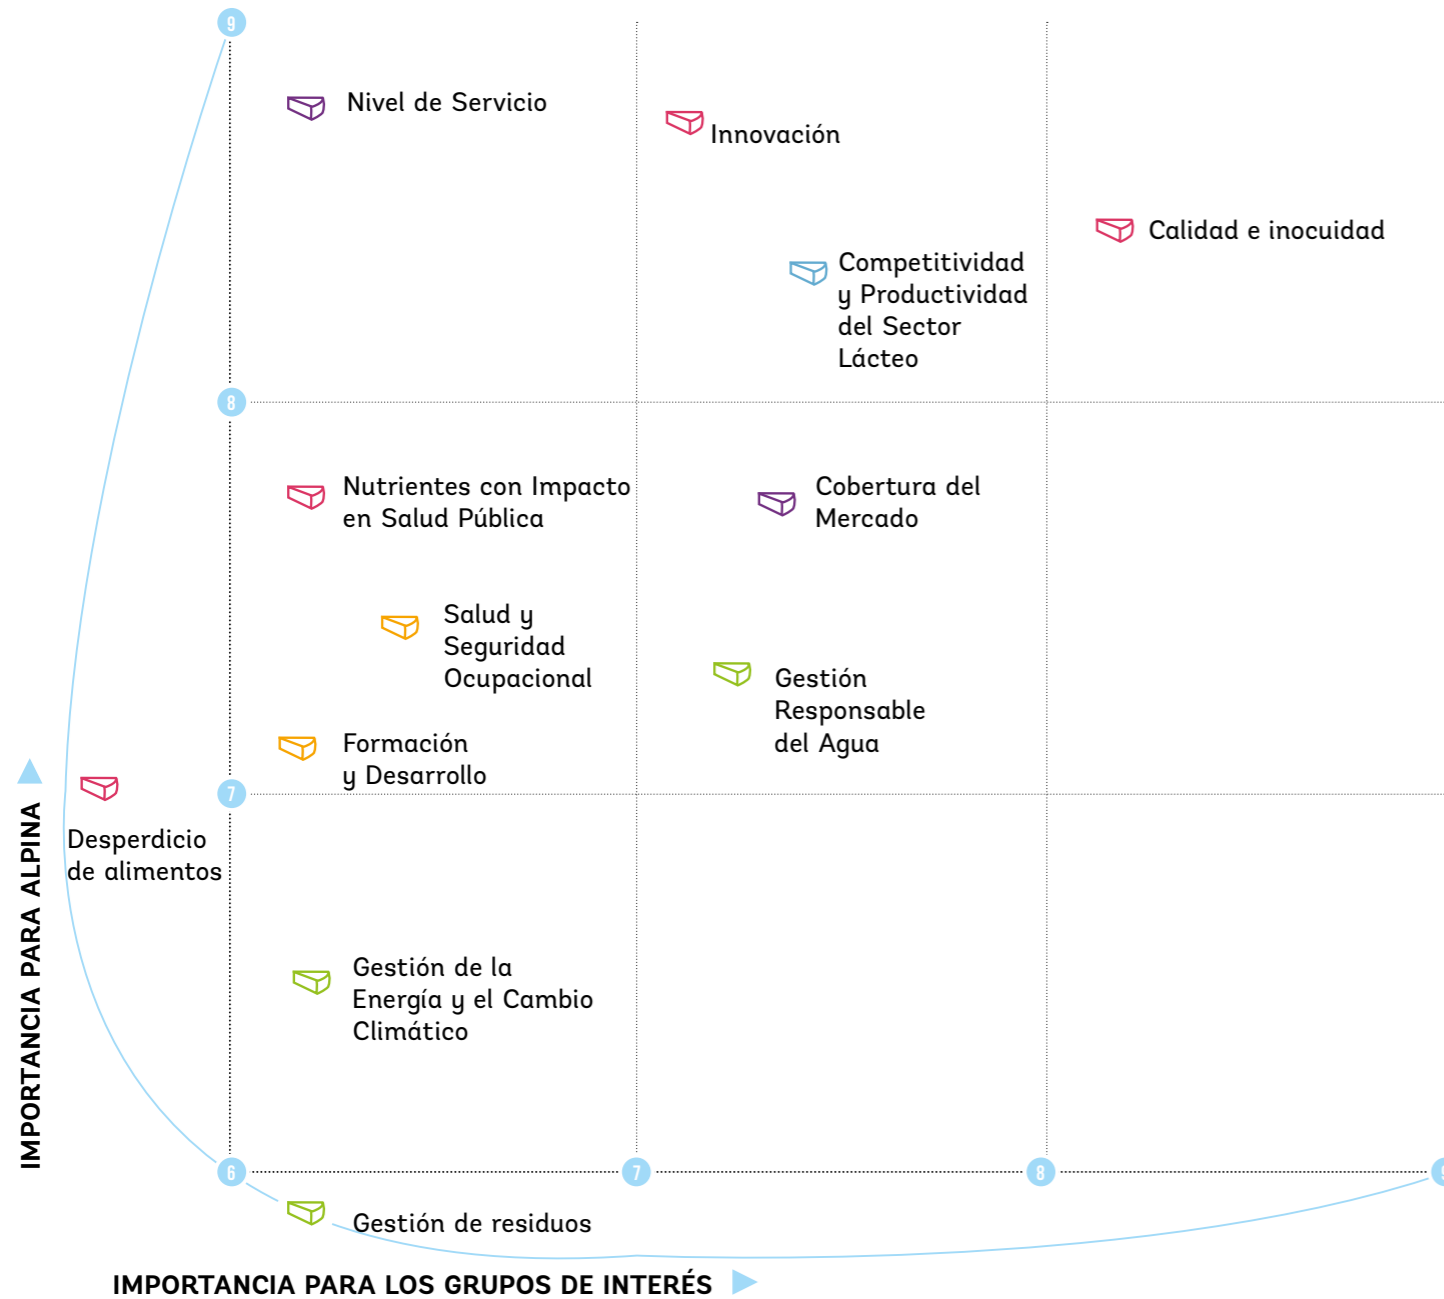 9
Nivel de Servicio
Innovación
Calidad e inocuidad
Competitividad
y Productividad
del Sector
Lácteo
8
Nutrientes con Impacto
en Salud Pública
Cobertura del
Mercado
Salud y
Seguridad
Ocupacional
Gestión
Responsable
del Agua
Formación
y Desarrollo
7
Desperdicio
de alimentos
IMPORTANCIA PARA ALPINA
Gestión de la
Energía y el Cambio
Climático
6
7
8
9
Gestión de residuos
IMPORTANCIA PARA LOS GRUPOS DE INTERÉS